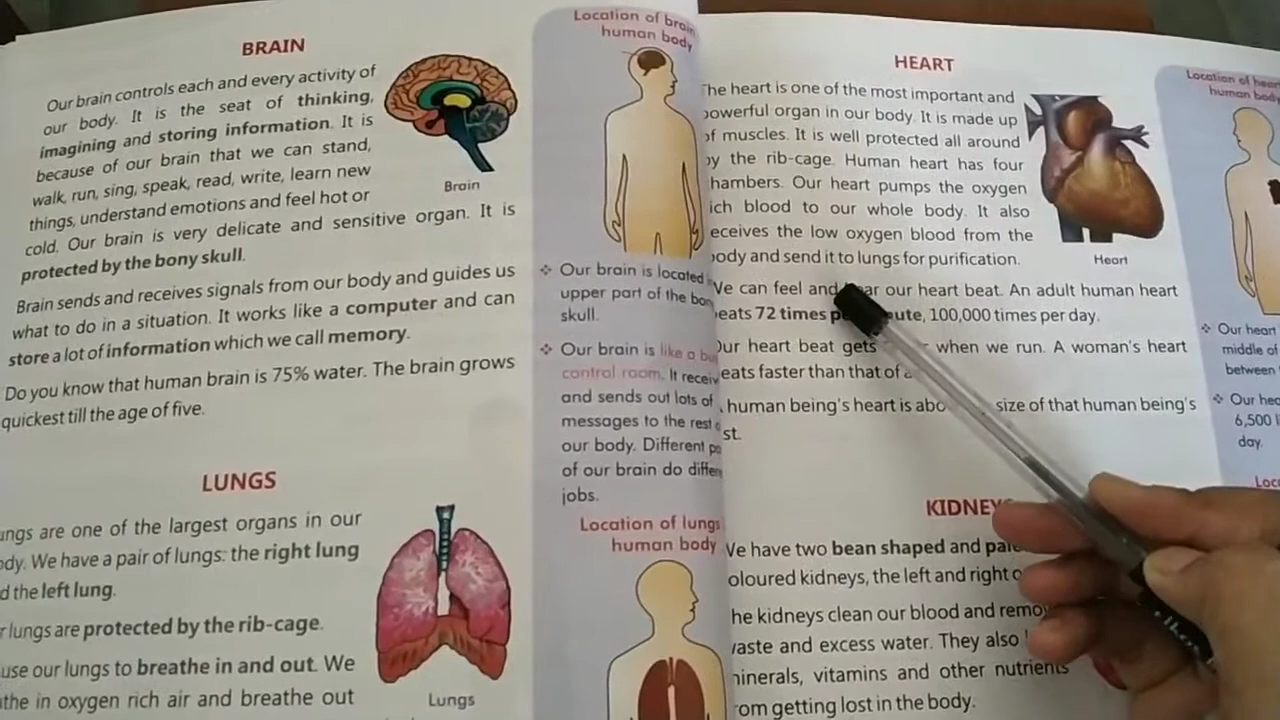 BRAIN
Our brain controls each and every activity of
our body. It is the seat of thinking,
imagining and storing information. It is
because of our brain that we can stand,
walk, run, sing, speak, read, write, learn new
things, understand emotions and feel hot or
cold. Our brain is very delicate and sensitive organ. It is
protected by the bony skull.
Brain
Brain sends and receives signals from our body and guides us
what to do in a situation. It works like a computer and can
store a lot of information which we call memory.
Do you know that human brain is 75% water. The brain grows
quickest till the age of five.
LUNGS
ungs are one of the largest organs in our
ody. We have a pair of lungs: the right lung
d the left lung.
r lungs are protected by the rib-cage.
use our lungs to breathe in and out. We
athe in oxygen rich air and breathe out
Lungs
Location of brain
human body
❖ Our brain is located
upper part of the bon
skull.
❖ Our brain is like a bu
control room. It receiv
and sends out lots of
messages to the rest o
our body. Different pa
of our brain do differe
jobs.
Location of lungs
human body
HEART
The heart is one of the most important and
powerful organ in our body. It is made up
of muscles. It is well protected all around
by the rib-cage. Human heart has four
hambers. Our heart pumps the oxygen
ich blood to our whole body. It also
eceives the low oxygen blood from the
body and send it to lungs for purification.
Heart
We can feel and ar our heart beat. An adult human heart
eats 72 times p ute, 100,000 times per day.
Our heart beat gets when we run. A woman's heart
eats faster than that of a
human being's heart is abo size of that human being's
st.
KIDNEYS
We have two bean shaped and pale
oloured kidneys, the left and right
he kidneys clean our blood and remo
waste and excess water. They also
minerals, vitamins and other nutrients
rom getting lost in the body.
Location of hear
human body
❖ Our heart
middle of
between
❖ Our hea
6,500 l
day.
Loc